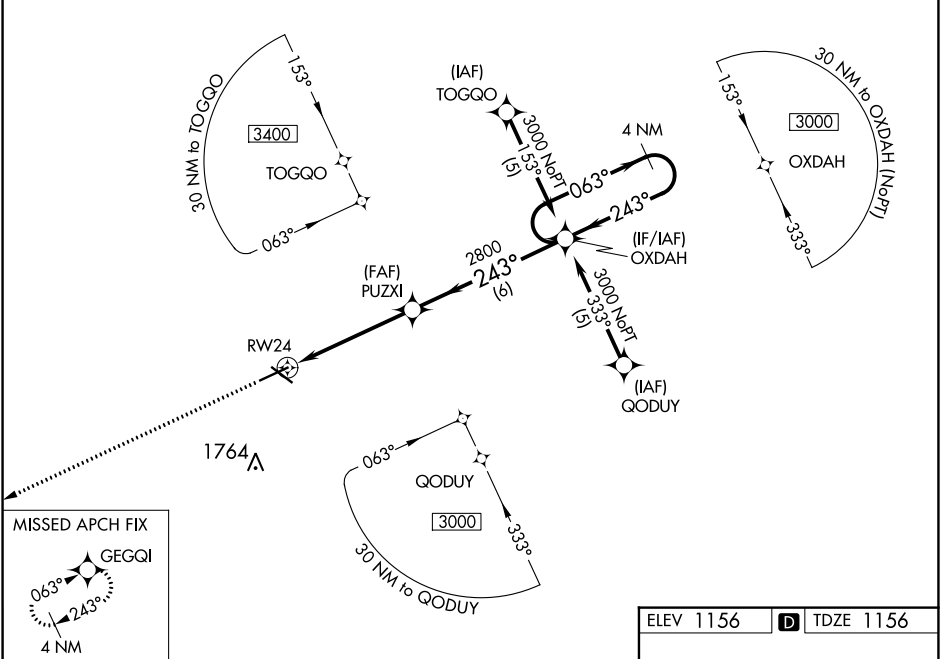 30 NM to TOGQO
153°
3400
TOGQO
063°
(IAF)
TOGQO
3000 NoPT
153°
(5)
4 NM
063°
243°
(IF/IAF)
OXDAH
30 NM to OXDAH (NoPT)
153°
3000
OXDAH
333°
2800
243°
(6)
(FAF)
PUZXI
3000 NoPT
333°
(5)
(IAF)
QODUY
RW24
1764
063°
QODUY
3000
333°
30 NM to QODUY
MISSED APCH FIX
GEGQI
063°
243°
4 NM
ELEV 1156 D TDZE 1156